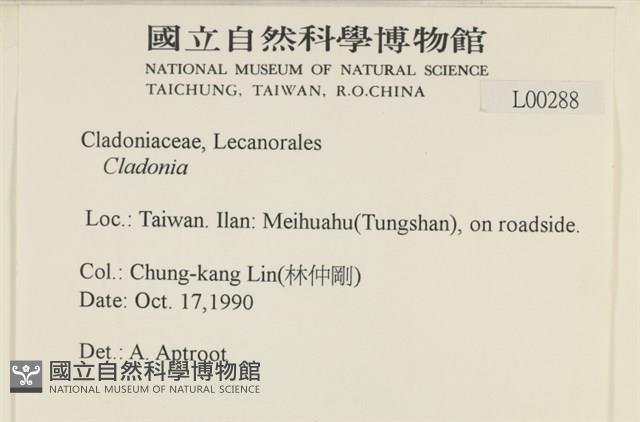 國立自然科學博物館
NATIONAL MUSEUM OF NATURAL SCIENCE
TAICHUNG, TAIWAN, R.O.CHINA
L00288
Cladoniaceae, Lecanorales
Cladonia
Loc.: Taiwan. Ilan: Meihuahu(Tungshan), on roadside.
Col.: Chung-kang Lin(林仲剛)
Date: Oct. 17,1990
Det.: A. Aptroot
國立自然科學博物館
NATIONAL MUSEUM OF NATURAL SCIENCE